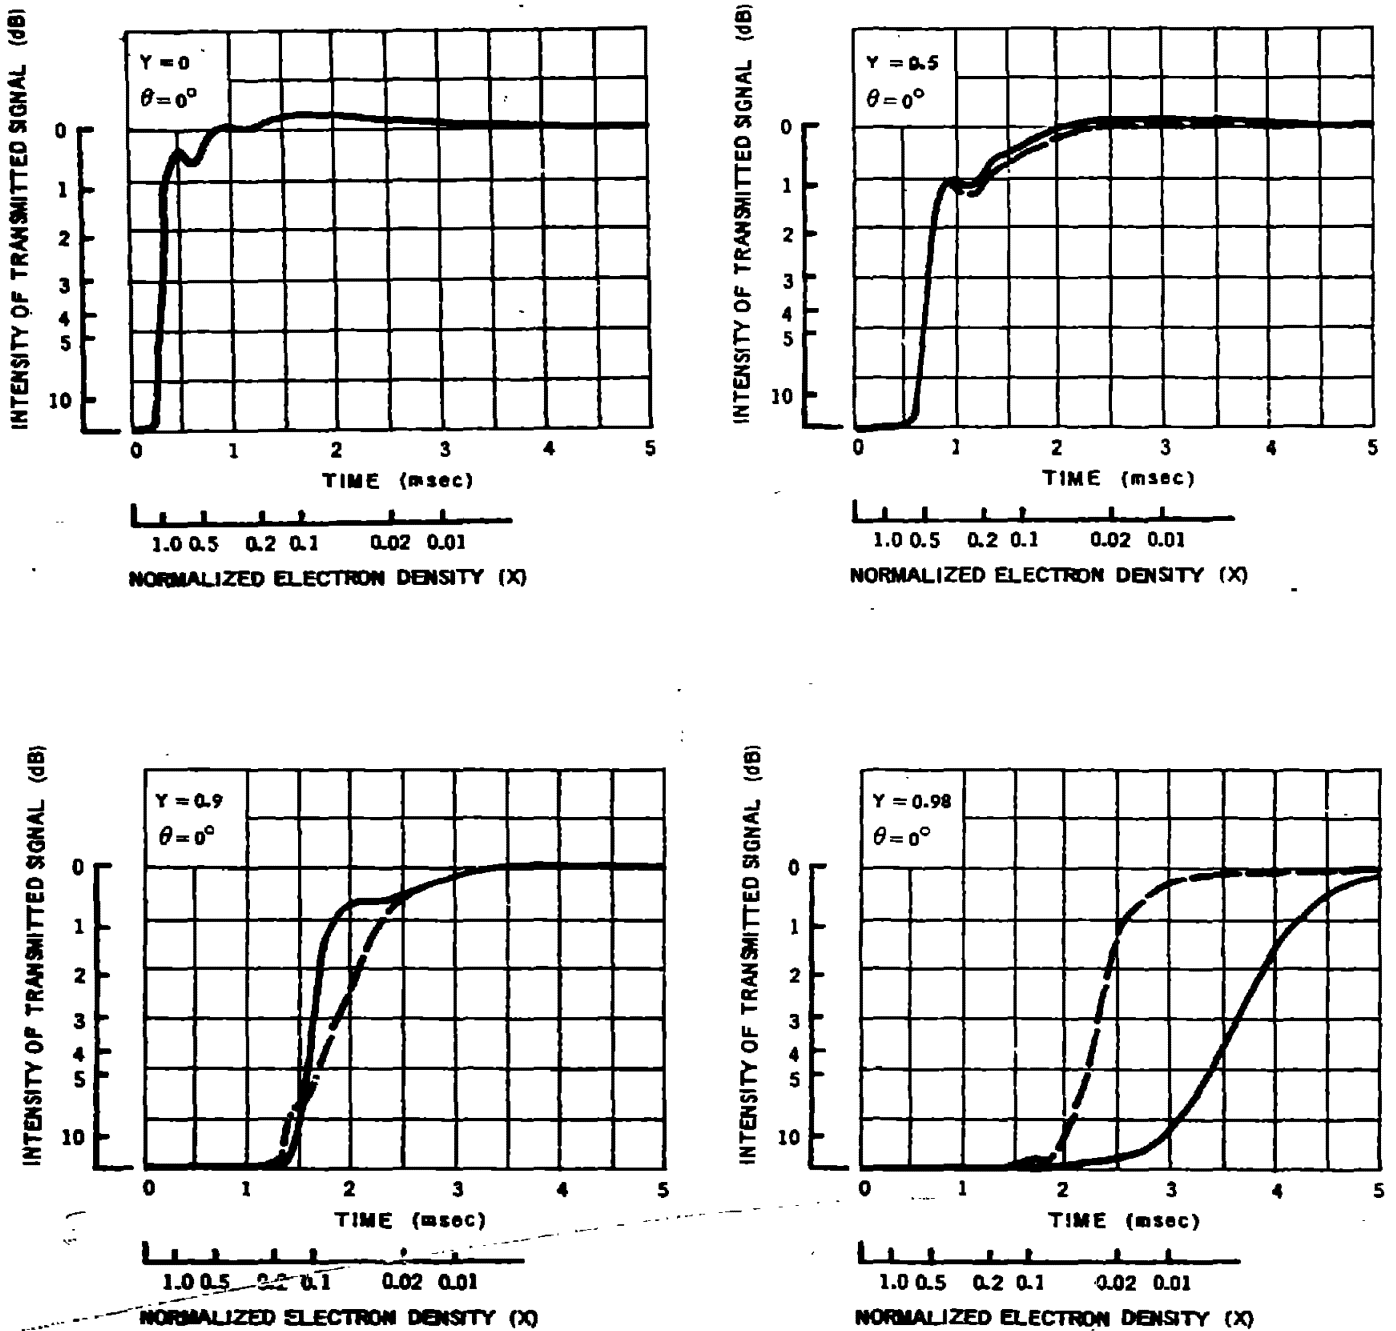 INTENSITY OF TRANSMITTED SIGNAL (dB)
Y = 0
θ = 0°
0
1
2
3
4
5
10
0 1 2 3 4 5
TIME (msec)
1.0 0.5 0.2 0.1 0.02 0.01
NORMALIZED ELECTRON DENSITY (X)
INTENSITY OF TRANSMITTED SIGNAL (dB)
Y = 0.5
θ = 0°
0
1
2
3
4
5
10
0 1 2 3 4 5
TIME (msec)
1.0 0.5 0.2 0.1 0.02 0.01
NORMALIZED ELECTRON DENSITY (X)
INTENSITY OF TRANSMITTED SIGNAL (dB)
Y = 0.9
θ = 0°
0
1
2
3
4
5
10
0 1 2 3 4 5
TIME (msec)
1.0 0.5 0.2 0.1 0.02 0.01
NORMALIZED ELECTRON DENSITY (X)
INTENSITY OF TRANSMITTED SIGNAL (dB)
Y = 0.98
θ = 0°
0
1
2
3
4
5
10
0 1 2 3 4 5
TIME (msec)
1.0 0.5 0.2 0.1 0.02 0.01
NORMALIZED ELECTRON DENSITY (X)